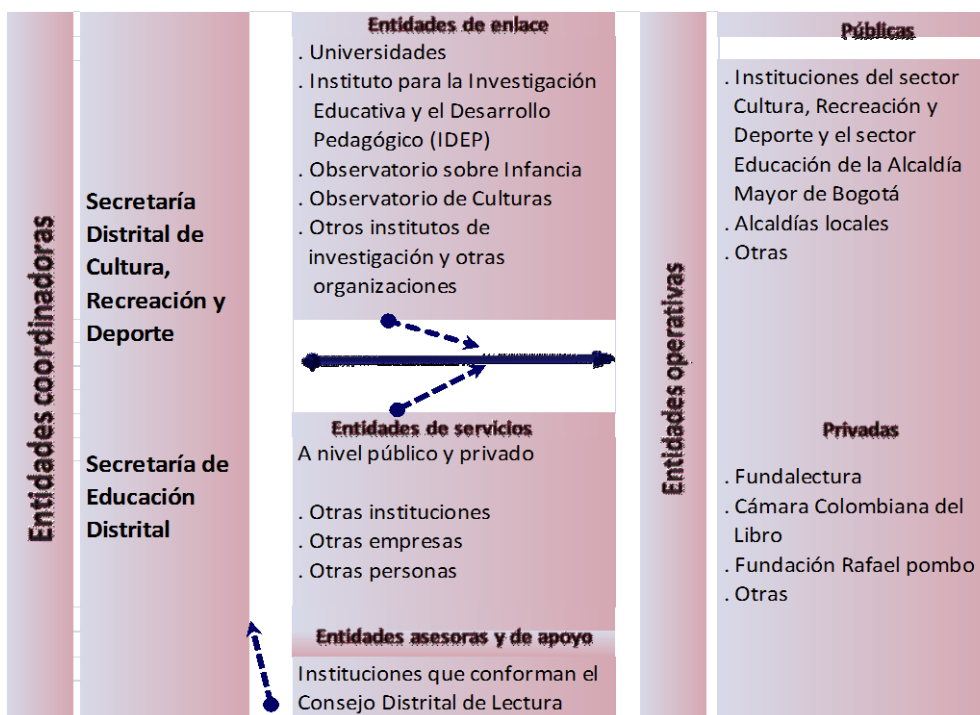 Entidades coordinadoras
Secretaría
Distrital de
Cultura,
Recreación y
Deporte
Secretaría de
Educación
Distrital
Entidades de enlace
. Universidades
. Instituto para la Investigación
Educativa y el Desarrollo
Pedagógico (IDEP)
. Observatorio sobre Infancia
. Observatorio de Culturas
. Otros institutos de
investigación y otras
organizaciones
Entidades de servicios
A nivel público y privado
. Otras instituciones
. Otras empresas
. Otras personas
Entidades asesoras y de apoyo
Instituciones que conforman el
Consejo Distrital de Lectura
Entidades operativas
Públicas
. Instituciones del sector
Cultura, Recreación y
Deporte y el sector
Educación de la Alcaldía
Mayor de Bogotá
. Alcaldías locales
. Otras
Privadas
. Fundalectura
. Cámara Colombiana del
Libro
. Fundación Rafael pombo
. Otras